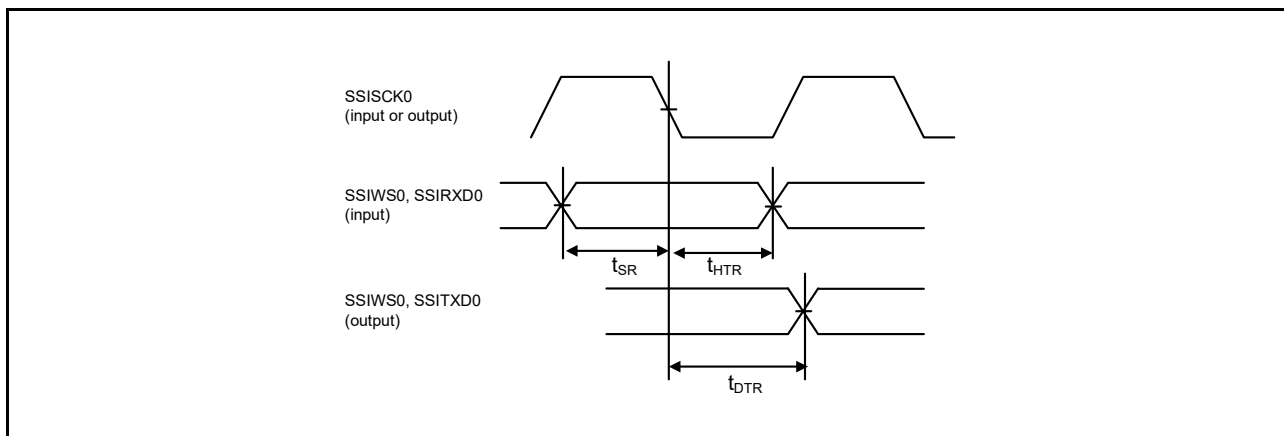 SSISCK0
(input or output)
SSIWS0, SSIRXD0
(input)
tSR
tHTR
SSIWS0, SSITXD0
(output)
tDTR